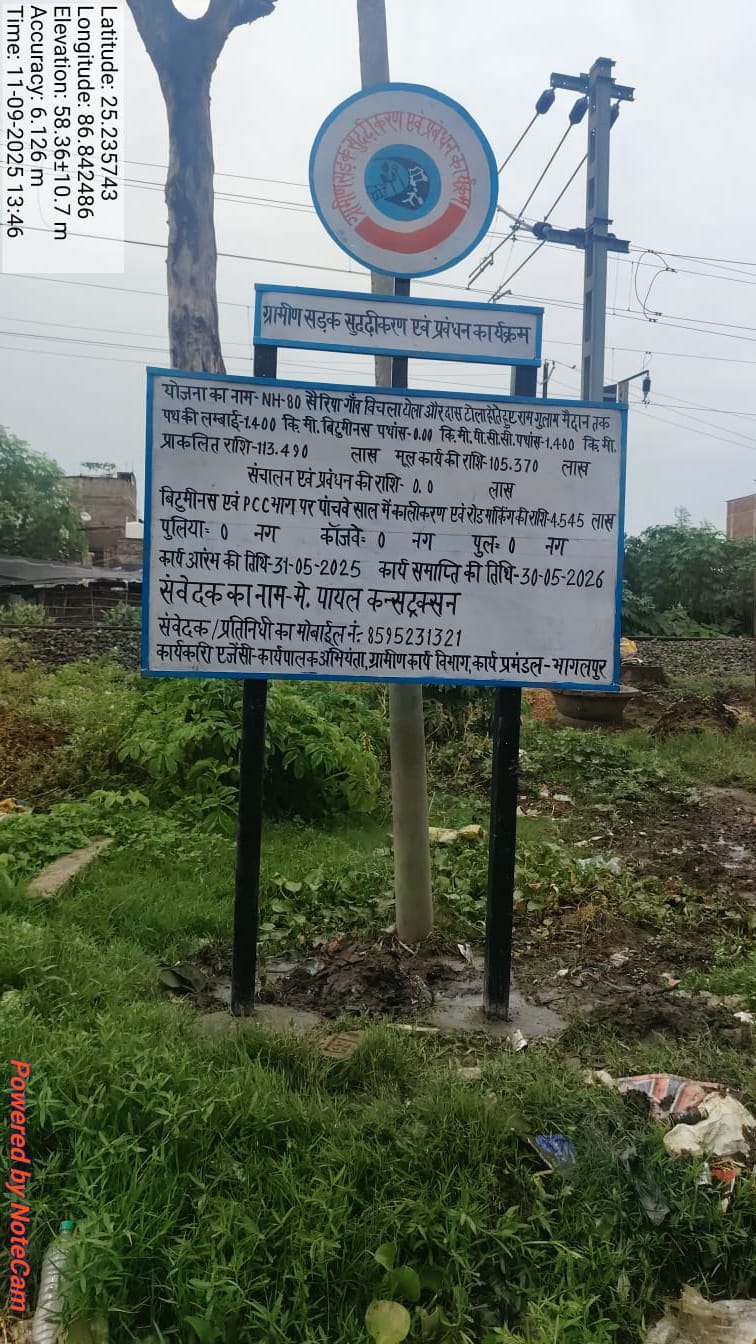 Latitude: 25.235743
Longitude: 86.842486
Elevation: 58.36±10.7 m
Accuracy: 6.126 m
Time: 11-09-2025 13:46
ग्रामीण सड़क सुदृढ़ीकरण एवं प्रबंधन कार्यक्रम
ग्रामीण सड़क सुदृढ़ीकरण एवं प्रबंधन कार्यक्रम
योजना का नाम- NH-80 सैरिया गाँव विचला टोला और दास टोला होते हुए राम गुलाम मैदान तक
पथ की लम्बाई-1.400 कि. मी. बिटुमीनस पथांस-0.00 कि.मी. पी.सी.सी. पथांस-1.400 कि.मी.
प्राकलित राशि-113.490 लाख मूल कार्य की राशि-105.370 लाख
संचालन एवं प्रबंधन की राशि- 0.0 लाख
बिटुमीनस एवं PCC भाग पर पांचवे साल में कालीकरण एवं रोड मार्किंग की राशि-4.545 लाख
पुलिया= 0 नग कॉजवे= 0 नग पुल= 0 नग
कार्य आरंभ की तिथि-31-05-2025 कार्य समाप्ति की तिथि-30-05-2026
संवेदक का नाम-मे. पायल कन्सट्रक्सन
संवेदक/प्रतिनिधी का मोबाईल नं.- 8595231321
कार्यकारी एजेंसी-कार्यपालक अभियंता, ग्रामीण कार्य विभाग, कार्य प्रमंडल-भागलपुर
Powered by NoteCam